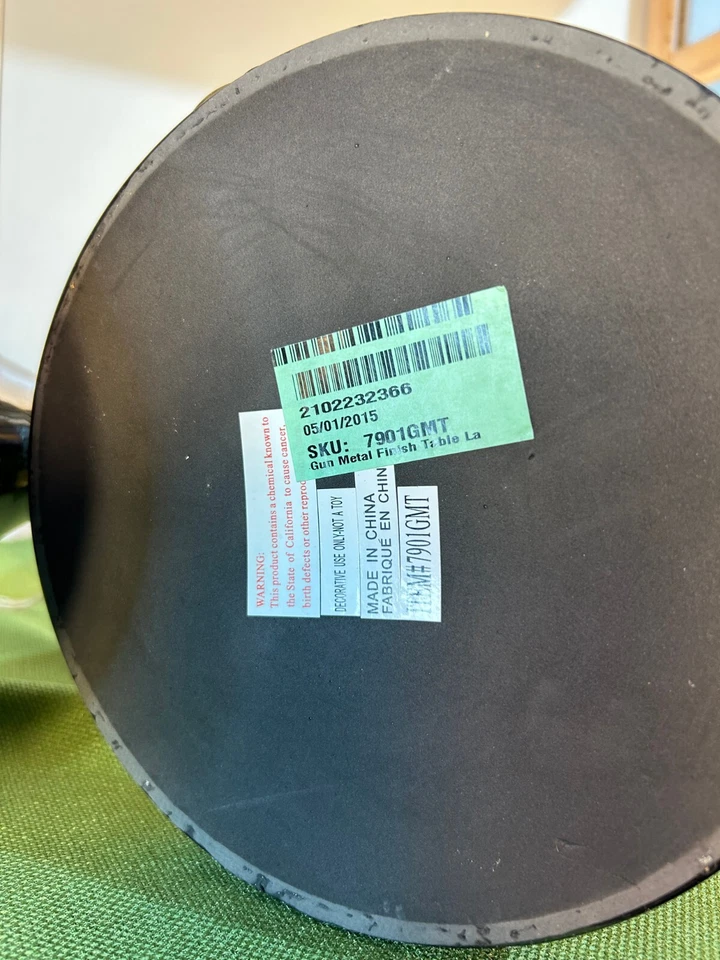 2102232366
05/01/2015
SKU: 7901GMT
Gun Metal Finish Table La
WARNING:
This product contains a chemical known to
the State of California to cause cancer,
birth defects or other reproc
DECORATIVE USE ONLY-NOT A TOY
MADE IN CHINA
FABRIQUÉ EN CHIN
ITEM#7901GMT